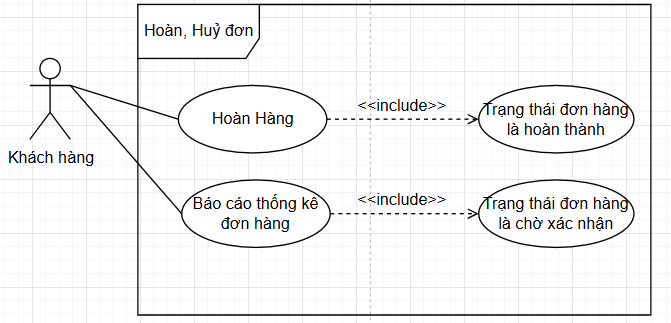 Hoàn, Huỷ đơn
Khách hàng
Hoàn Hàng
<<include>>
Trạng thái đơn hàng
là hoàn thành
Báo cáo thống kê
đơn hàng
<<include>>
Trạng thái đơn hàng
là chờ xác nhận